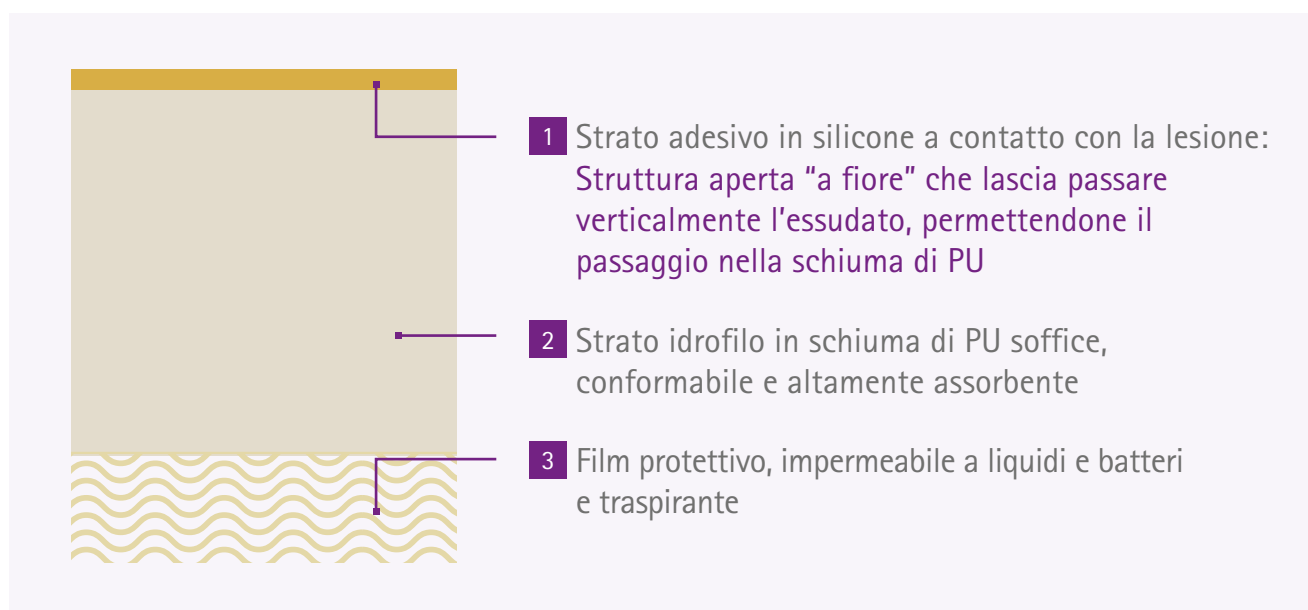 1 Strato adesivo in silicone a contatto con la lesione:
Struttura aperta “a fiore” che lascia passare
verticalmente l’essudato, permettendone il
passaggio nella schiuma di PU
2 Strato idrofilo in schiuma di PU soffice,
conformabile e altamente assorbente
3 Film protettivo, impermeabile a liquidi e batteri
e traspirante